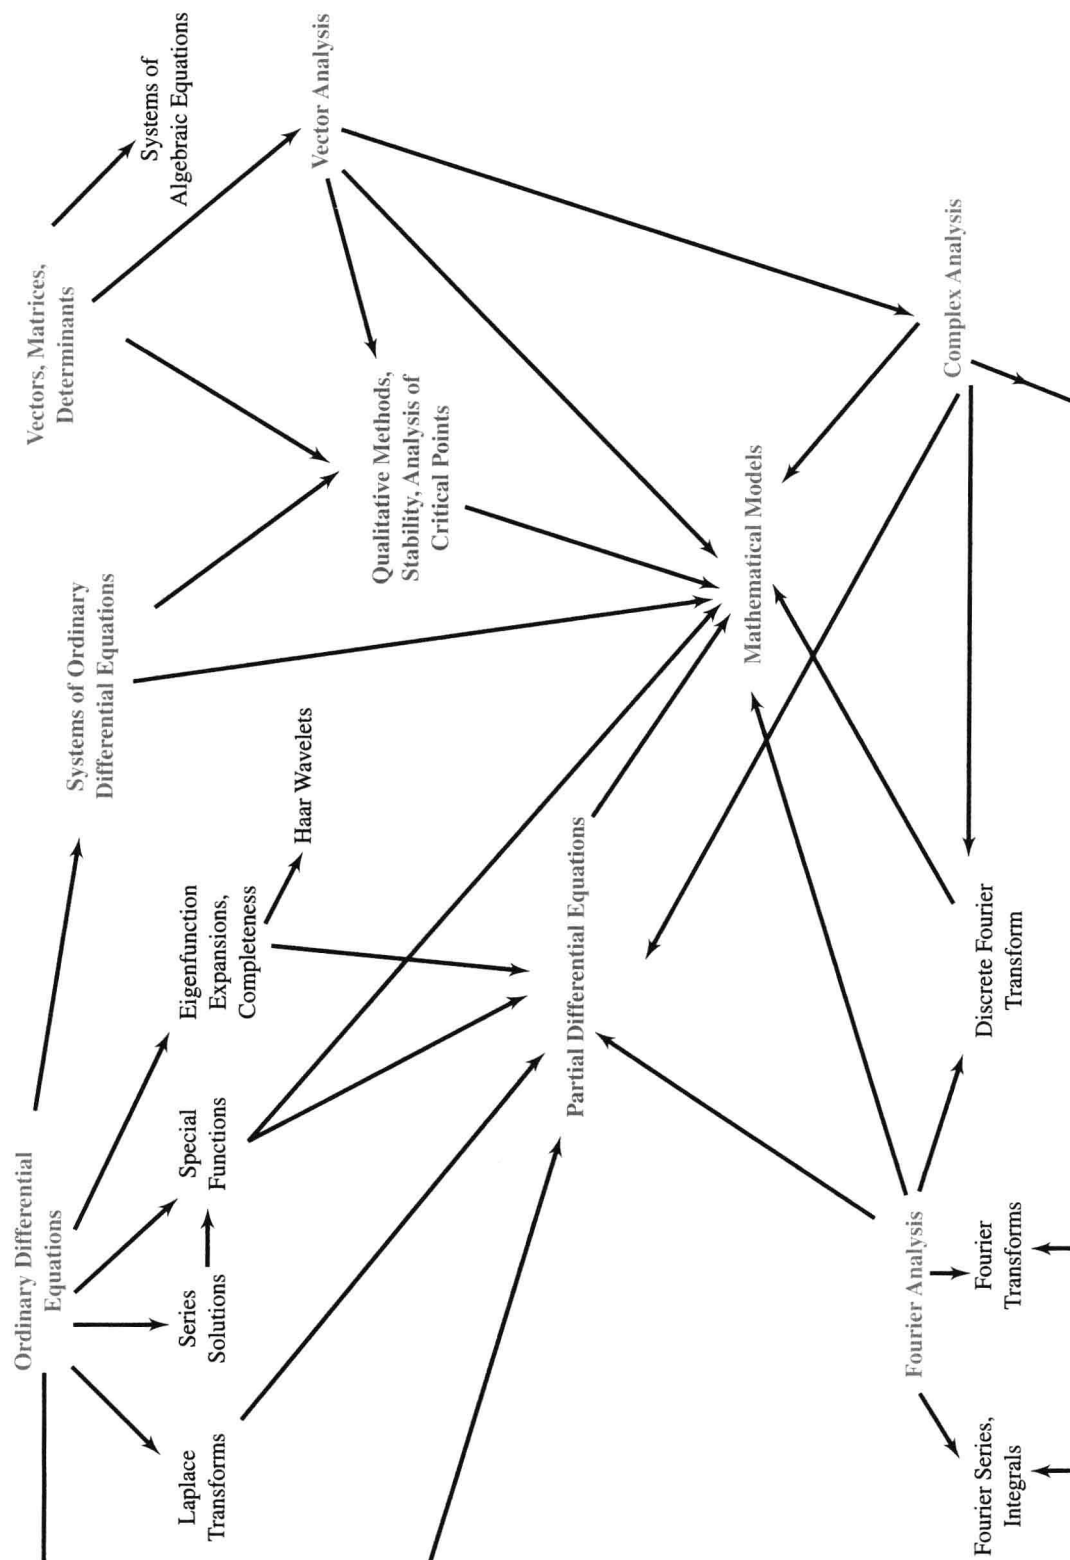 Ordinary Differential
Equations
Systems of Ordinary
Differential Equations
Vectors, Matrices,
Determinants
Laplace
Transforms
Series
Solutions
Special
Functions
Eigenfunction
Expansions,
Completeness
Haar Wavelets
Systems of
Algebraic Equations
Vector Analysis
Qualitative Methods,
Stability, Analysis of
Critical Points
Partial Differential Equations
Mathematical Models
Fourier Analysis
Complex Analysis
Fourier Series,
Integrals
Fourier
Transforms
Discrete Fourier
Transform